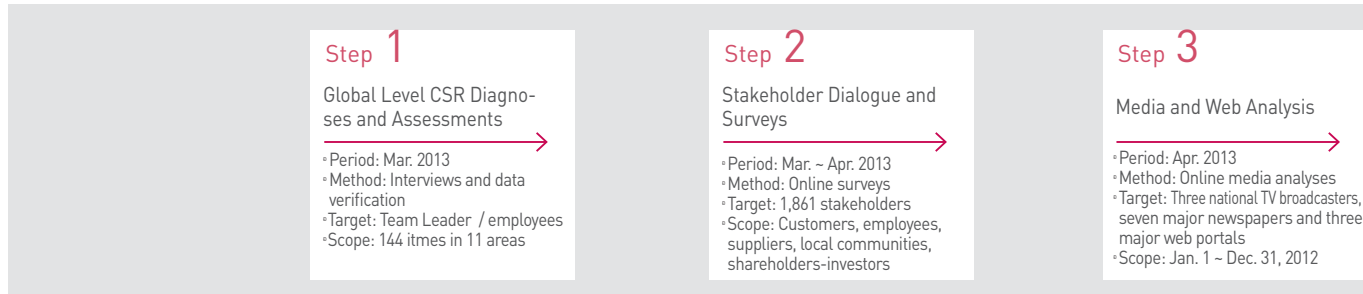 Step 1
Global Level CSR Diagno-
ses and Assessments
▫Period: Mar. 2013
▫Method: Interviews and data
verification
▫Target: Team Leader / employees
▫Scope: 144 itmes in 11 areas
Step 2
Stakeholder Dialogue and
Surveys
▫Period: Mar. ~ Apr. 2013
▫Method: Online surveys
▫Target: 1,861 stakeholders
▫Scope: Customers, employees,
suppliers, local communities,
shareholders-investors
Step 3
Media and Web Analysis
▫Period: Apr. 2013
▫Method: Online media analyses
▫Target: Three national TV broadcasters,
seven major newspapers and three
major web portals
▫Scope: Jan. 1 ~ Dec. 31, 2012